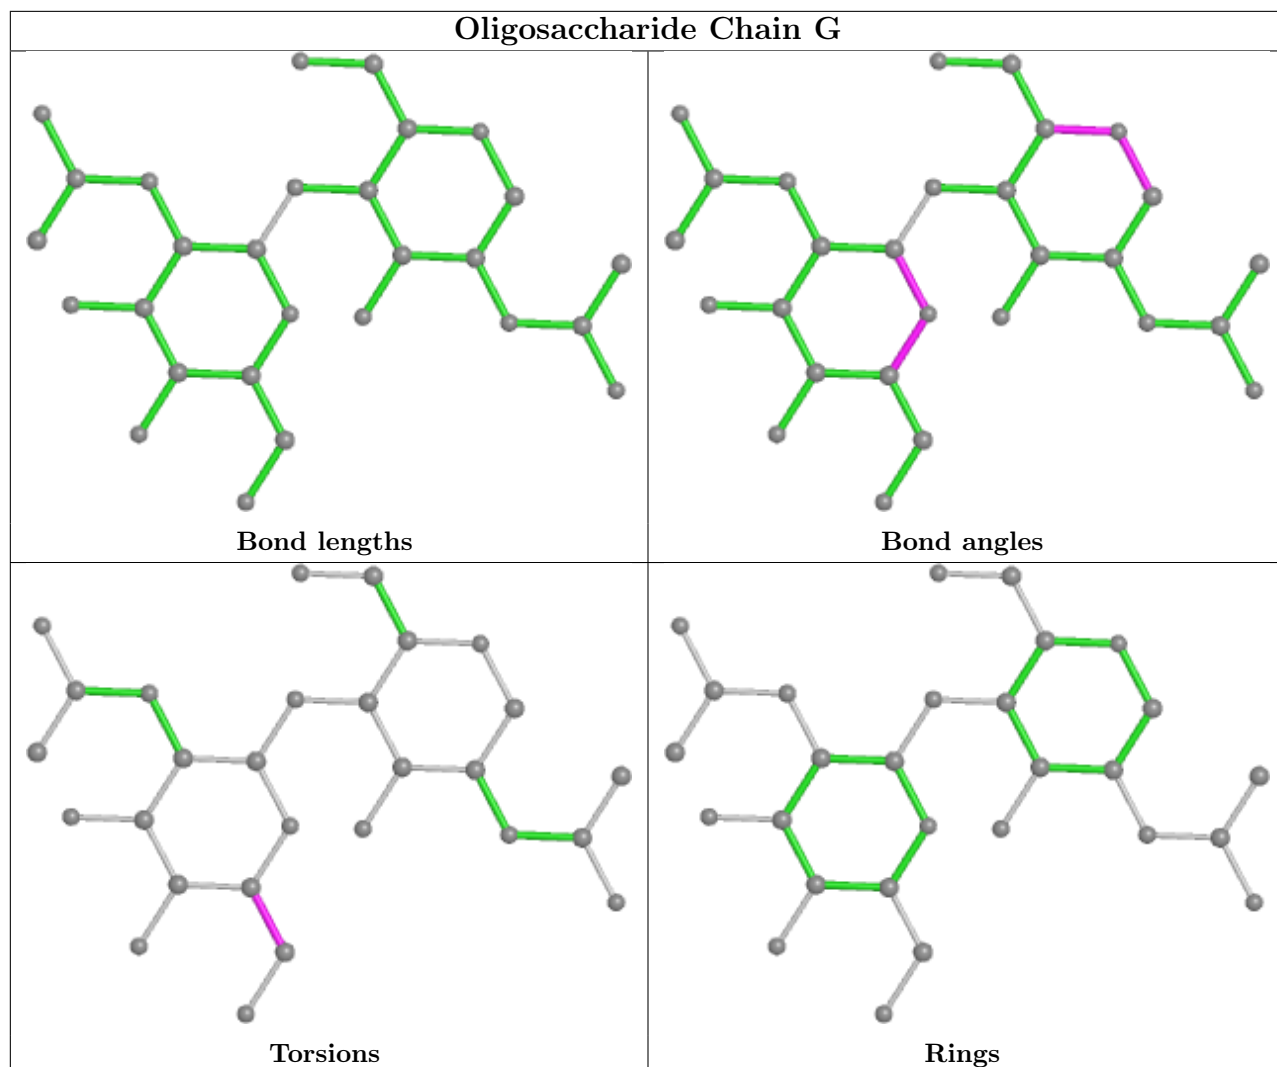 Oligosaccharide Chain G
Bond lengths
Bond angles
Torsions
Rings